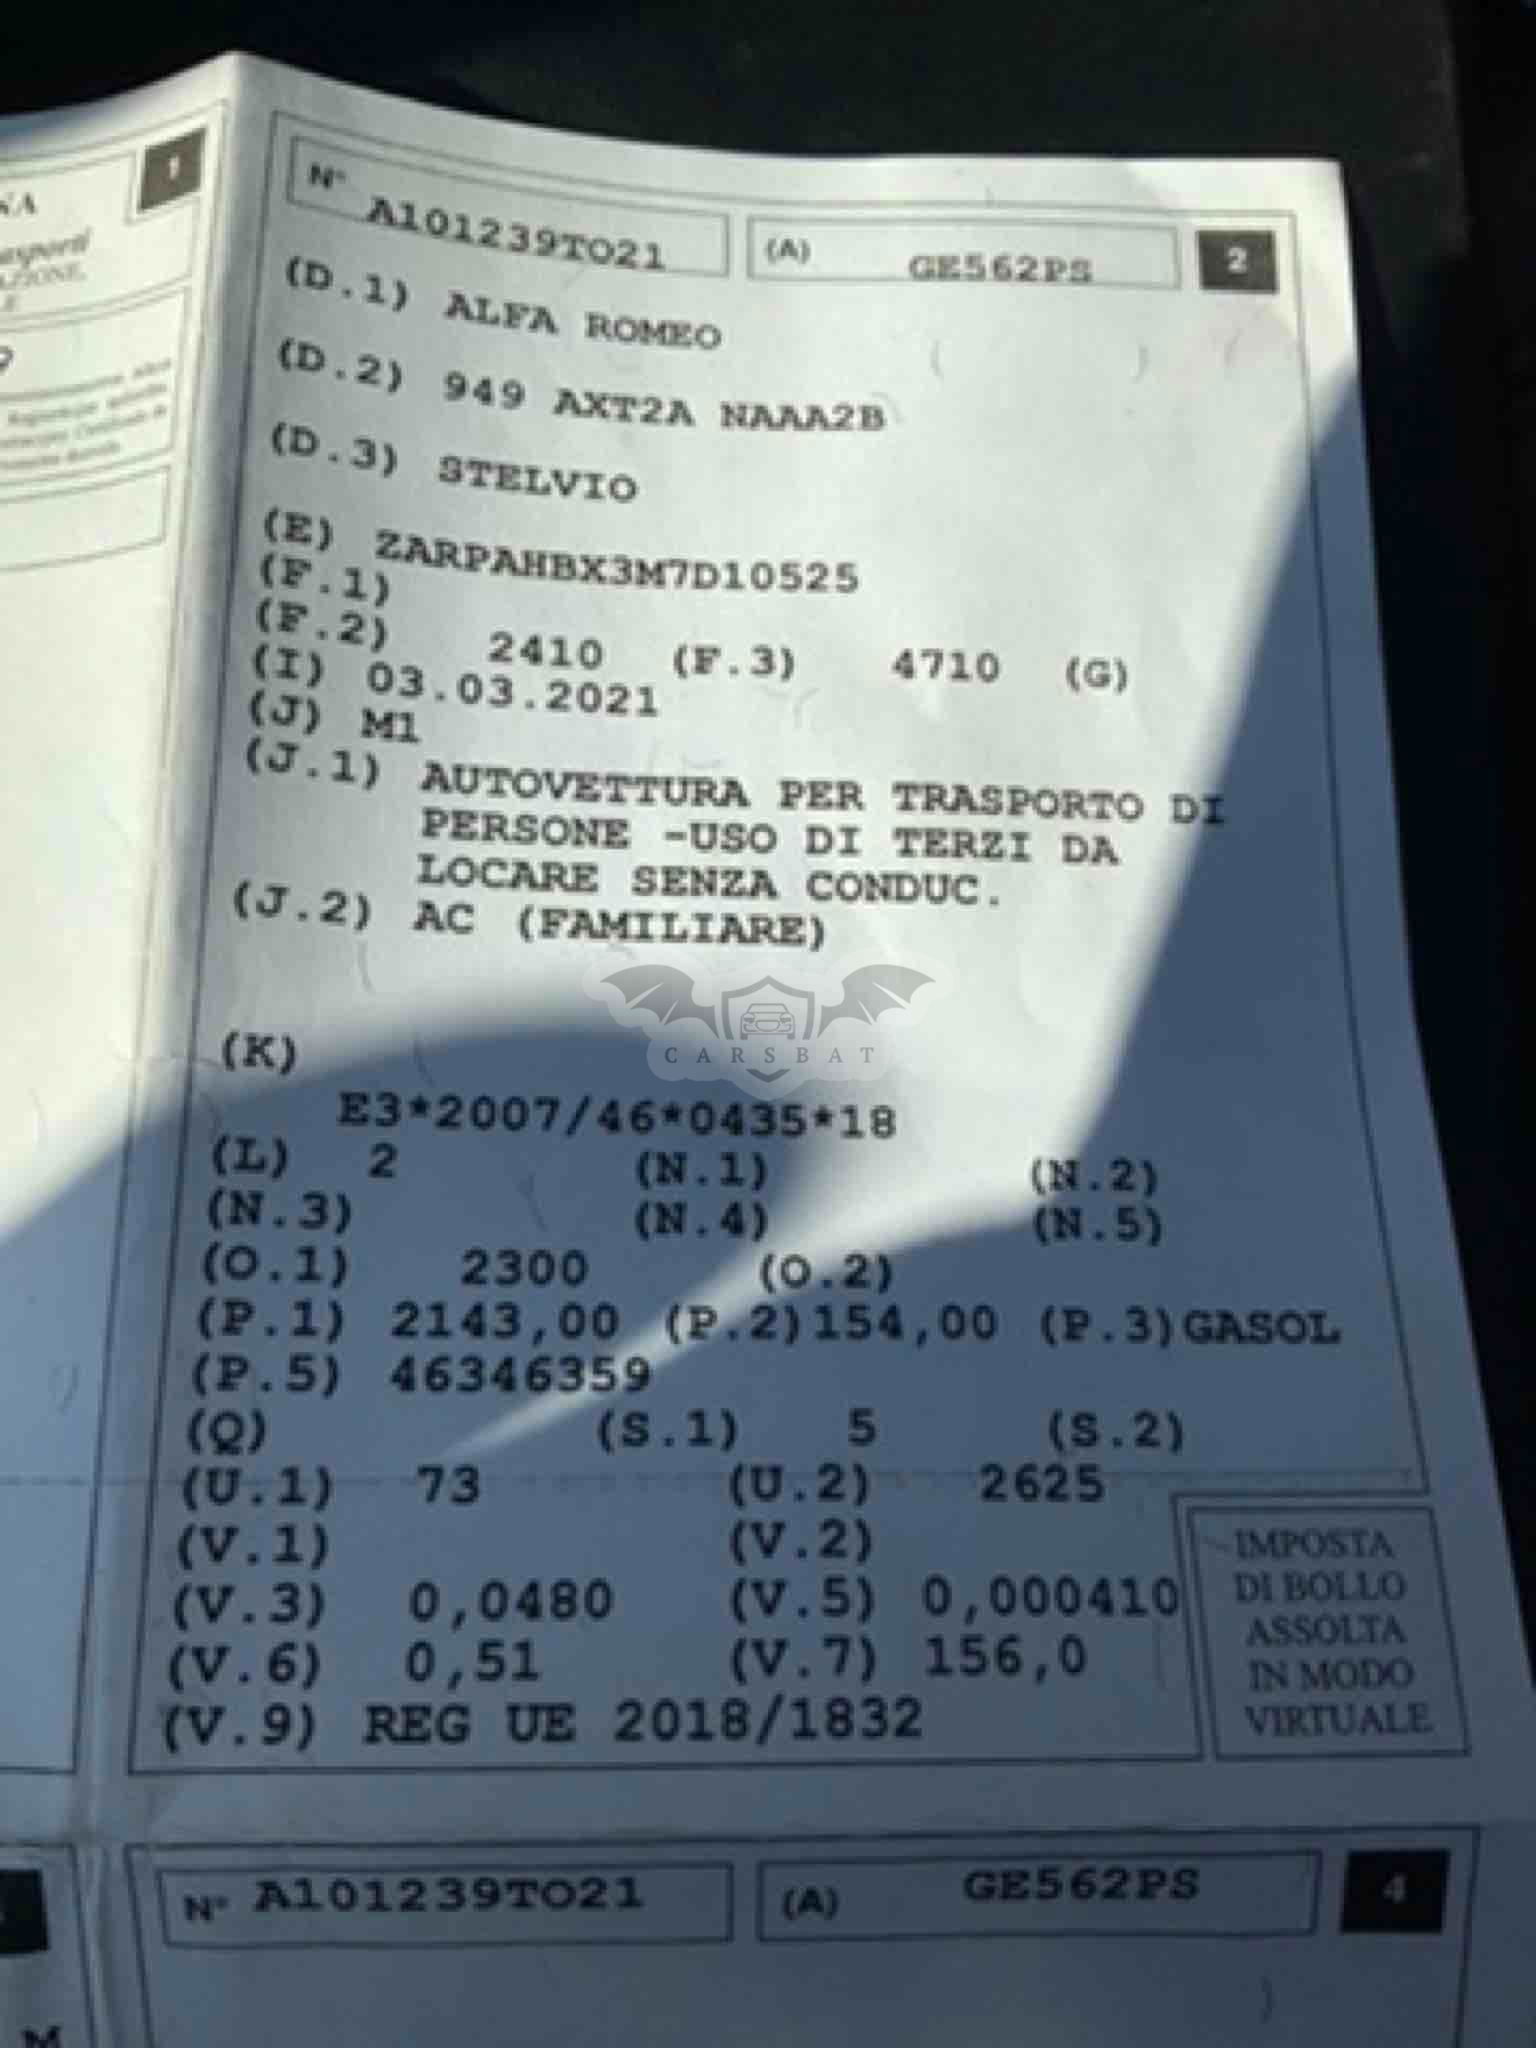 NA
asporti
AZIONE,
E
1
N° A101239TO21 (A) GE562PS 2
(D.1) ALFA ROMEO
(D.2) 949 AXT2A NAAA2B
(D.3) STELVIO
(E) ZARPAHBX3M7D10525
(F.1)
(F.2) 2410 (F.3) 4710 (G)
(I) 03.03.2021
(J) M1
(J.1) AUTOVETTURA PER TRASPORTO DI
PERSONE -USO DI TERZI DA
LOCARE SENZA CONDUC.
(J.2) AC (FAMILIARE)
CARSBAT
(K)
E3*2007/46*0435*18
(L) 2 (N.1) (N.2)
(N.3) (N.4) (N.5)
(O.1) 2300 (O.2)
(P.1) 2143,00 (P.2)154,00 (P.3)GASOL
(P.5) 46346359
(Q) (S.1) 5 (S.2)
(U.1) 73 (U.2) 2625
(V.1) (V.2)
(V.3) 0,0480 (V.5) 0,000410
(V.6) 0,51 (V.7) 156,0
(V.9) REG UE 2018/1832
IMPOSTA
DI BOLLO
ASSOLTA
IN MODO
VIRTUALE
N° A101239TO21 (A) GE562PS 4
M